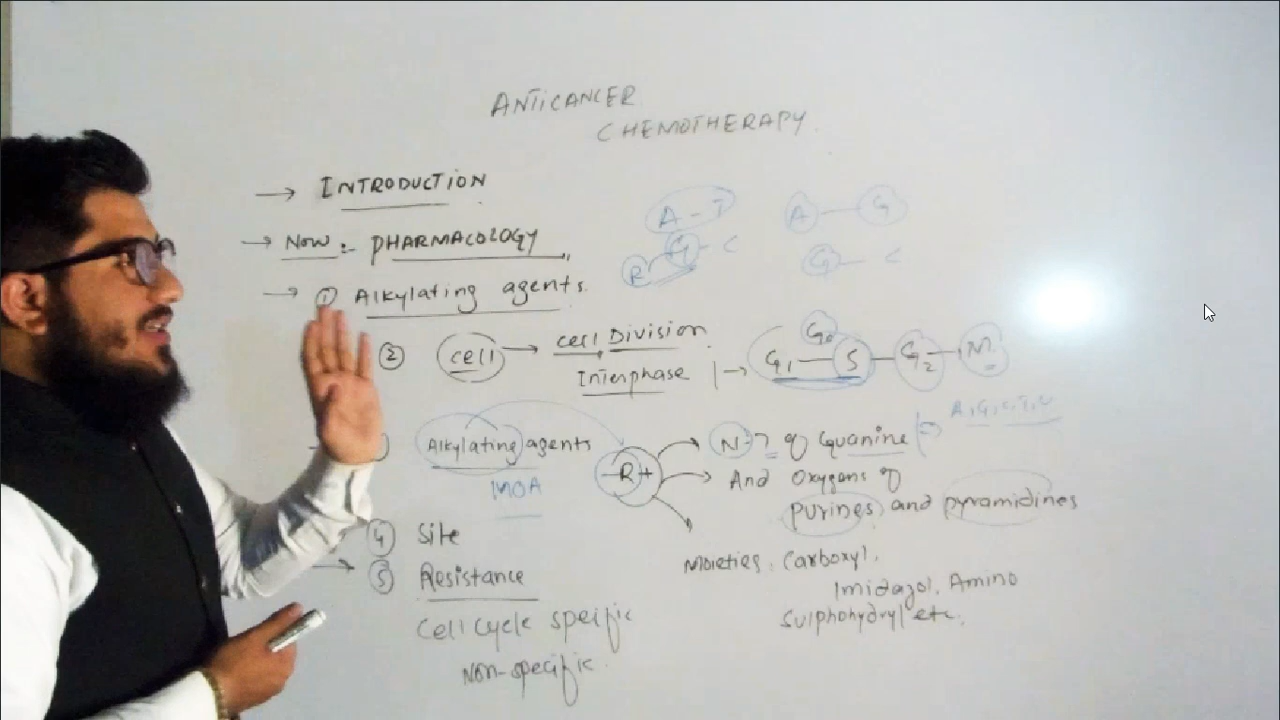 ANTICANCER
CHEMOTHERAPY
→ INTRODUCTION
→ Now :- PHARMACOLOGY
→ ① Alkylating agents
A - T
G - C
R
A — G
G — C
② cell → cell Division
Interphase | → G1 — S — G2 — M
G0
Alkylating agents
MOA
R+
N-7 of Guanine
A, G, C, T, U
And Oxygens of
purines and pyramidines
Moieties, Carboxyl,
Imidazol, Amino
Sulphohydryl etc.
④ Site
→ ⑤ Resistance
Cell Cycle specific
Non-specific